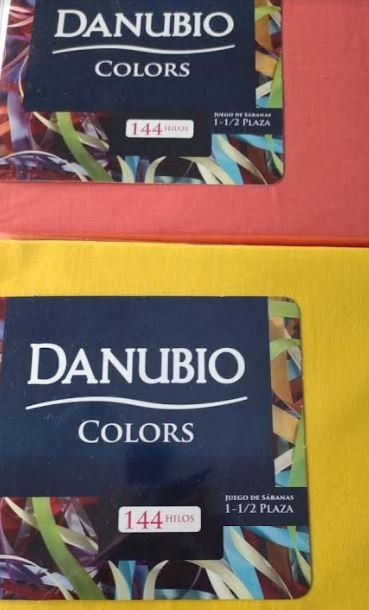 DANUBIO
COLORS
JUEGO DE SÁBANAS
144 HILOS 1-1/2 PLAZA
DANUBIO
COLORS
JUEGO DE SÁBANAS
144 HILOS 1-1/2 PLAZA